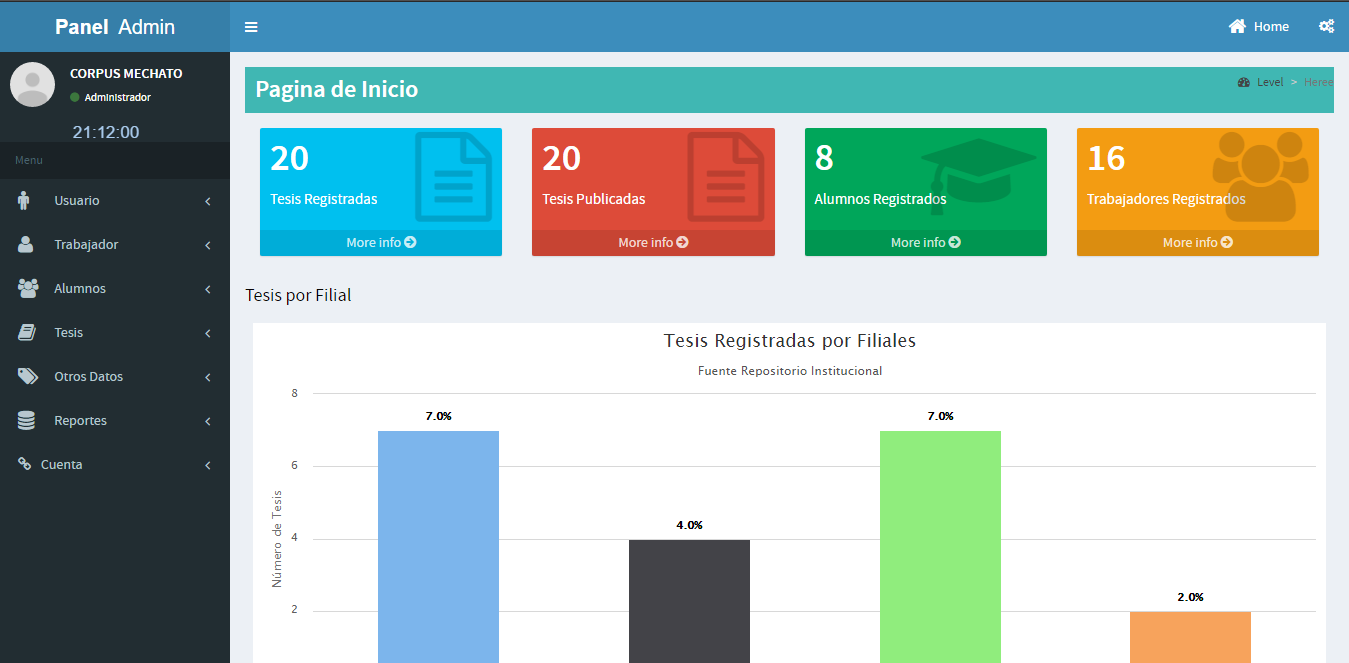 Panel Admin
Home
CORPUS MECHATO
Administrador
21:12:00
Menu
Usuario
Trabajador
Alumnos
Tesis
Otros Datos
Reportes
Cuenta
Pagina de Inicio
Level > Heree
20
Tesis Registradas
More info
20
Tesis Publicadas
More info
8
Alumnos Registrados
More info
16
Trabajadores Registrados
More info
Tesis por Filial
Tesis Registradas por Filiales
Fuente Repositorio Institucional
Número de Tesis
8
6
4
2
7.0%
4.0%
7.0%
2.0%